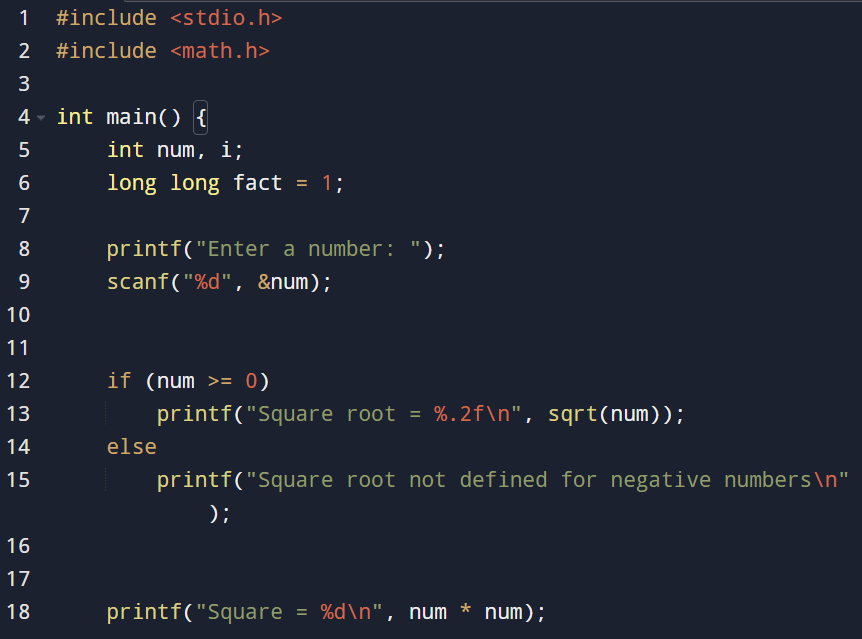 1 #include <stdio.h>
2 #include <math.h>
3
4 int main() {
5     int num, i;
6     long long fact = 1;
7
8     printf("Enter a number: ");
9     scanf("%d", &num);
10
11
12     if (num >= 0)
13         printf("Square root = %.2f\n", sqrt(num));
14     else
15         printf("Square root not defined for negative numbers\n"
            );
16
17
18     printf("Square = %d\n", num * num);